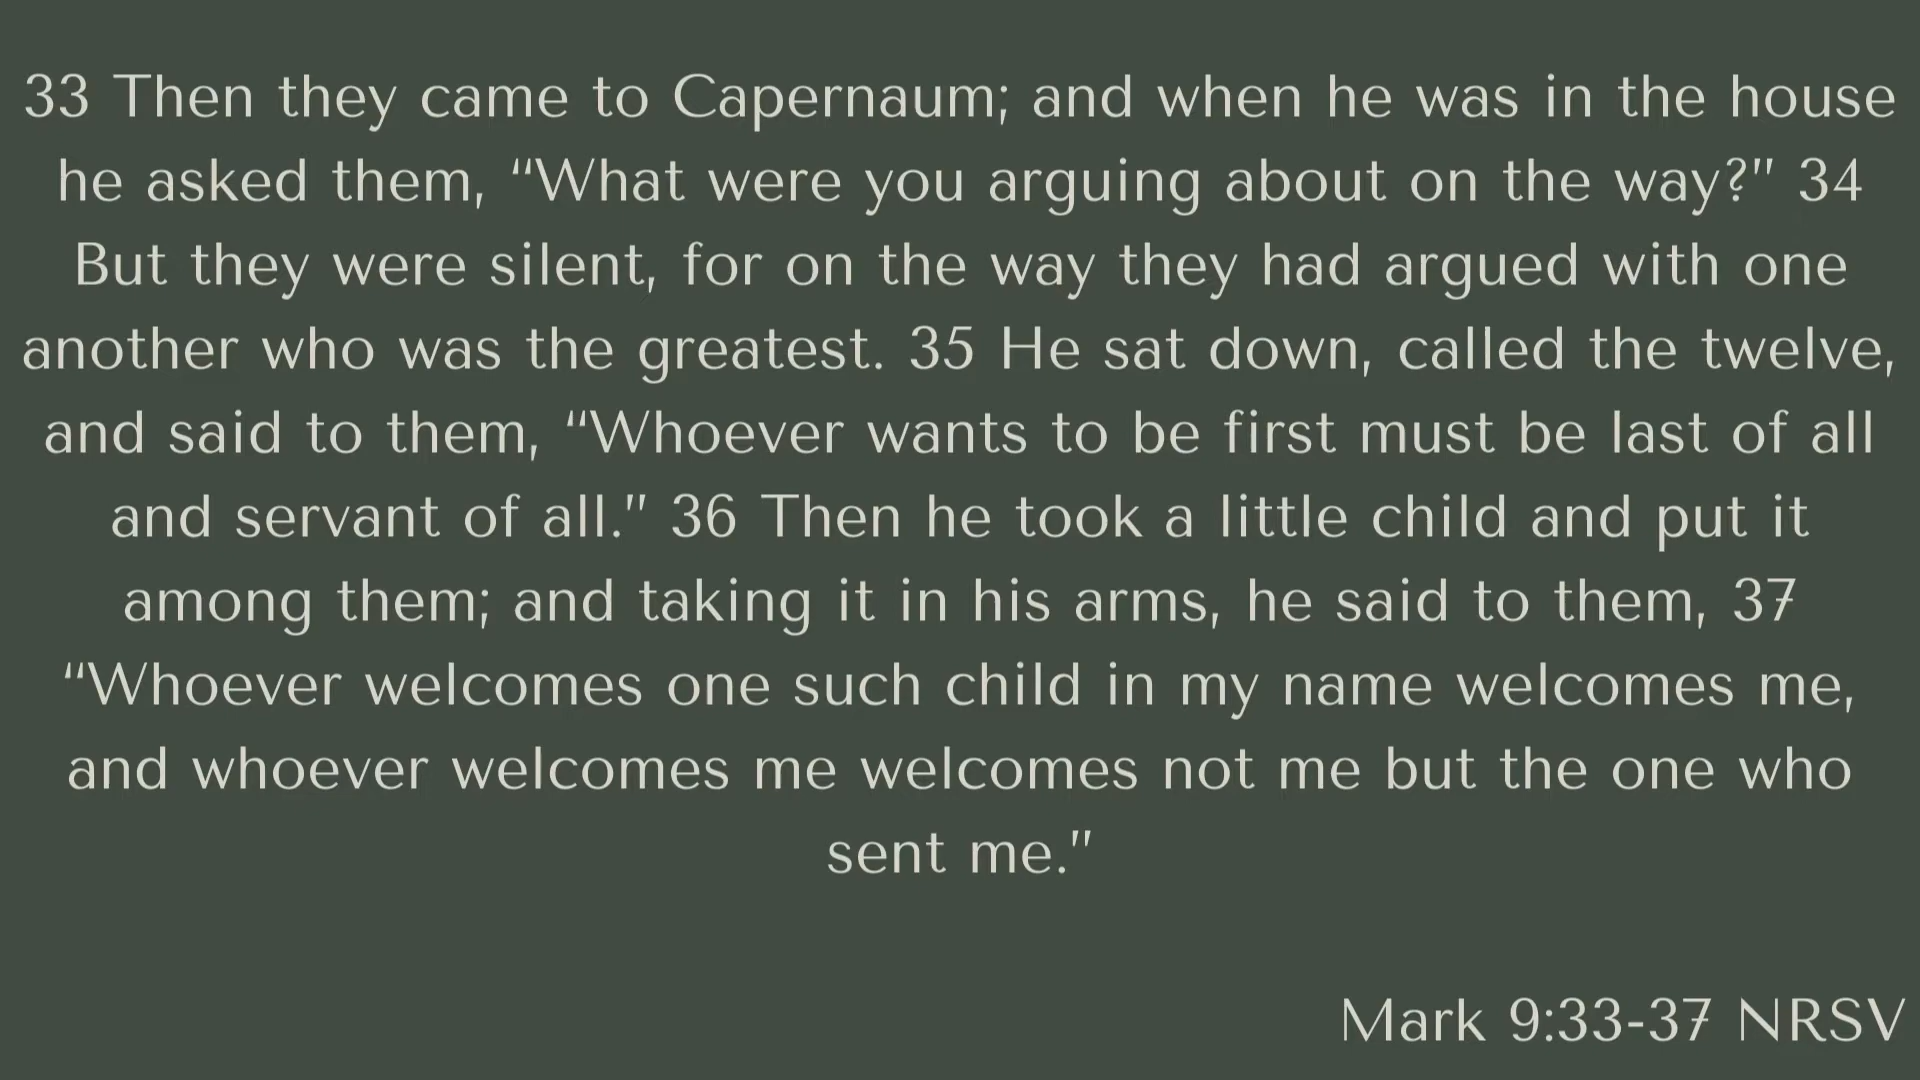 33 Then they came to Capernaum; and when he was in the house
he asked them, “What were you arguing about on the way?” 34
But they were silent, for on the way they had argued with one
another who was the greatest. 35 He sat down, called the twelve,
and said to them, “Whoever wants to be first must be last of all
and servant of all.” 36 Then he took a little child and put it
among them; and taking it in his arms, he said to them, 37
“Whoever welcomes one such child in my name welcomes me,
and whoever welcomes me welcomes not me but the one who
sent me.”
Mark 9:33-37 NRSV